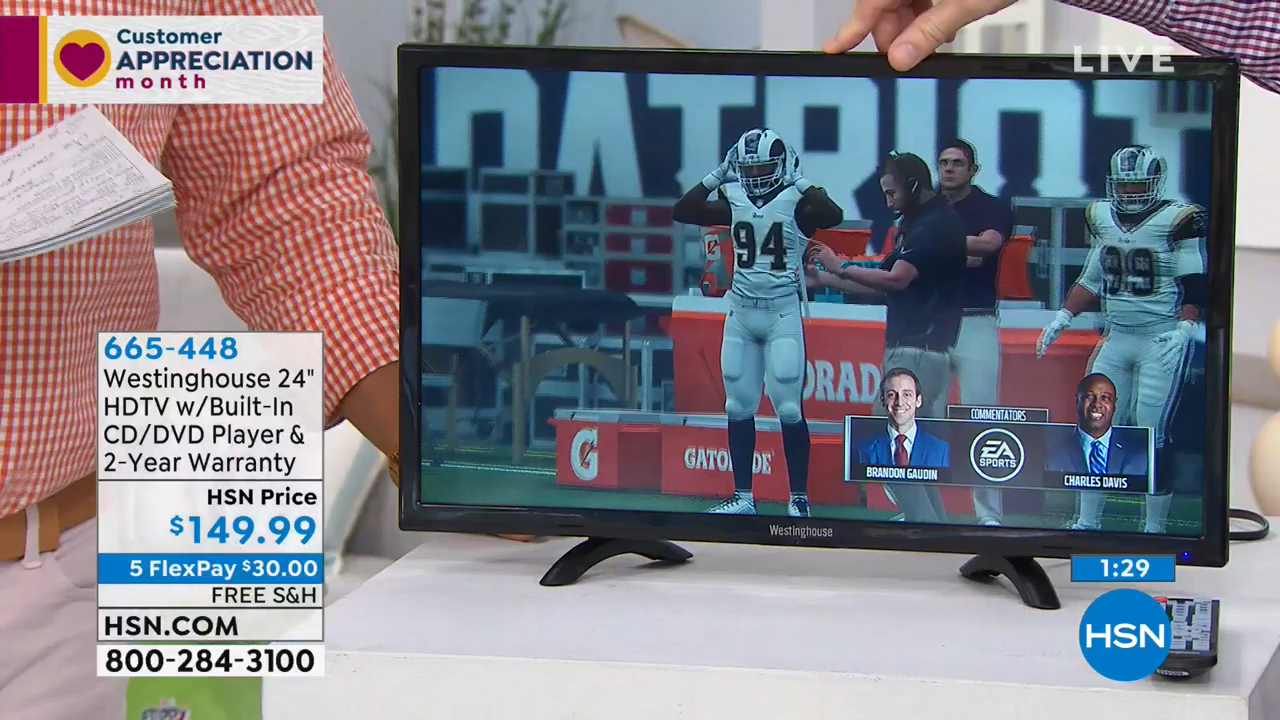 Customer
APPRECIATION
month
LIVE
PATRIOT
94
99
GATORADE
G
GATORADE
COMMENTATORS
EA
SPORTS
BRANDON GAUDIN
CHARLES DAVIS
Westinghouse
665-448
Westinghouse 24"
HDTV w/Built-In
CD/DVD Player &
2-Year Warranty
HSN Price
$149.99
5 FlexPay $30.00
FREE S&H
HSN.COM
800-284-3100
1:29
HSN